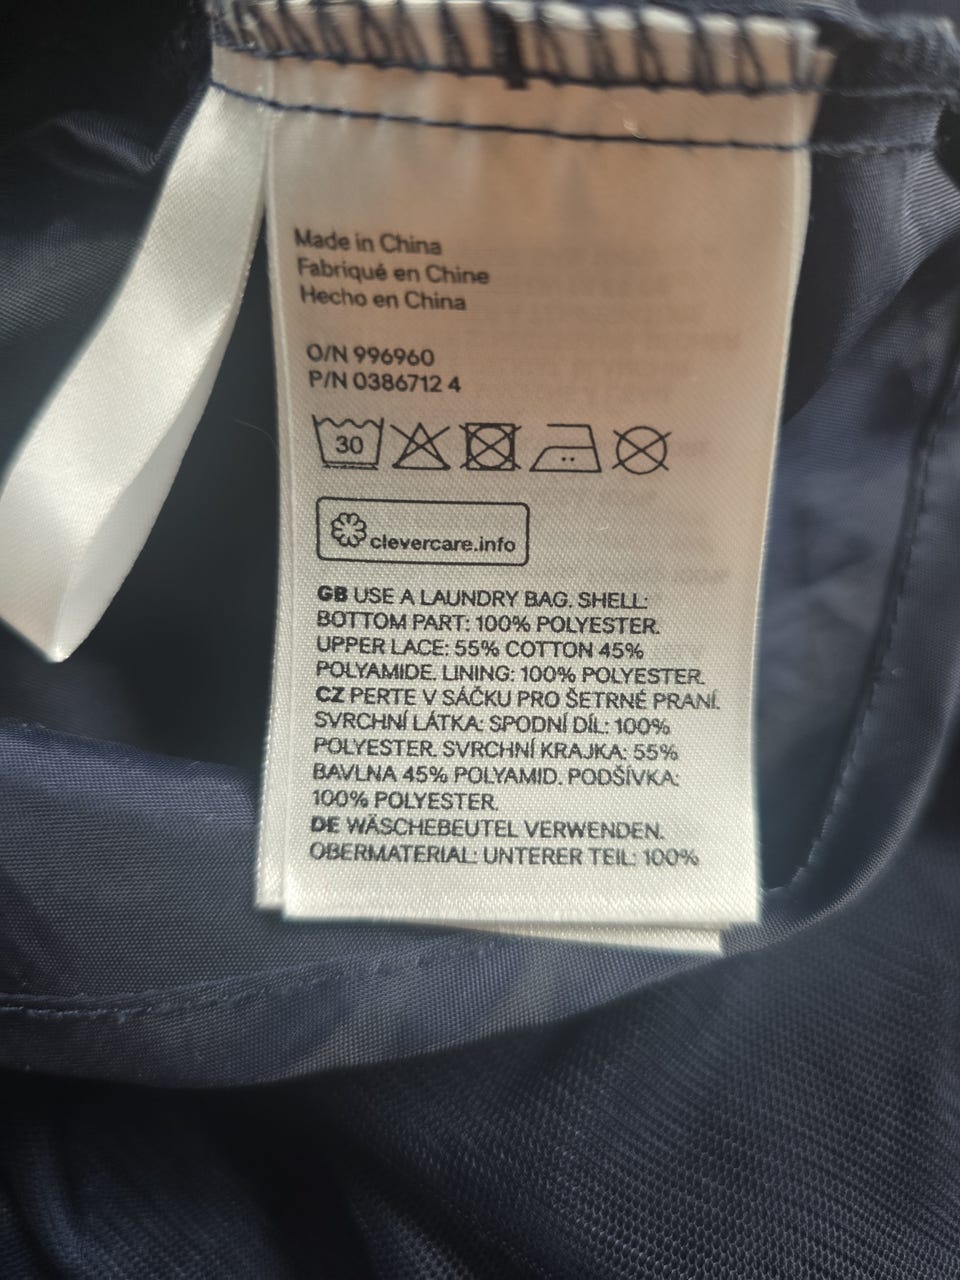 Made in China
Fabriqué en Chine
Hecho en China
O/N 996960
P/N 0386712 4
30
clevercare.info
GB USE A LAUNDRY BAG. SHELL:
BOTTOM PART: 100% POLYESTER.
UPPER LACE: 55% COTTON 45%
POLYAMIDE. LINING: 100% POLYESTER.
CZ PERTE V SÁČKU PRO ŠETRNÉ PRANÍ.
SVRCHNÍ LÁTKA: SPODNÍ DÍL: 100%
POLYESTER. SVRCHNÍ KRAJKA: 55%
BAVLNA 45% POLYAMID. PODŠÍVKA:
100% POLYESTER.
DE WÄSCHEBEUTEL VERWENDEN.
OBERMATERIAL: UNTERER TEIL: 100%